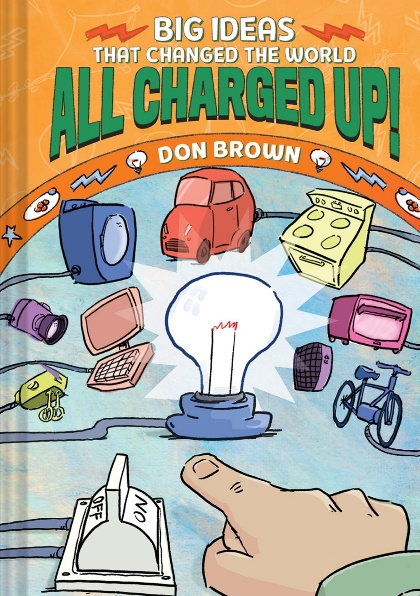 BIG IDEAS
THAT CHANGED THE WORLD
ALL CHARGED UP!
DON BROWN
OFF
ON